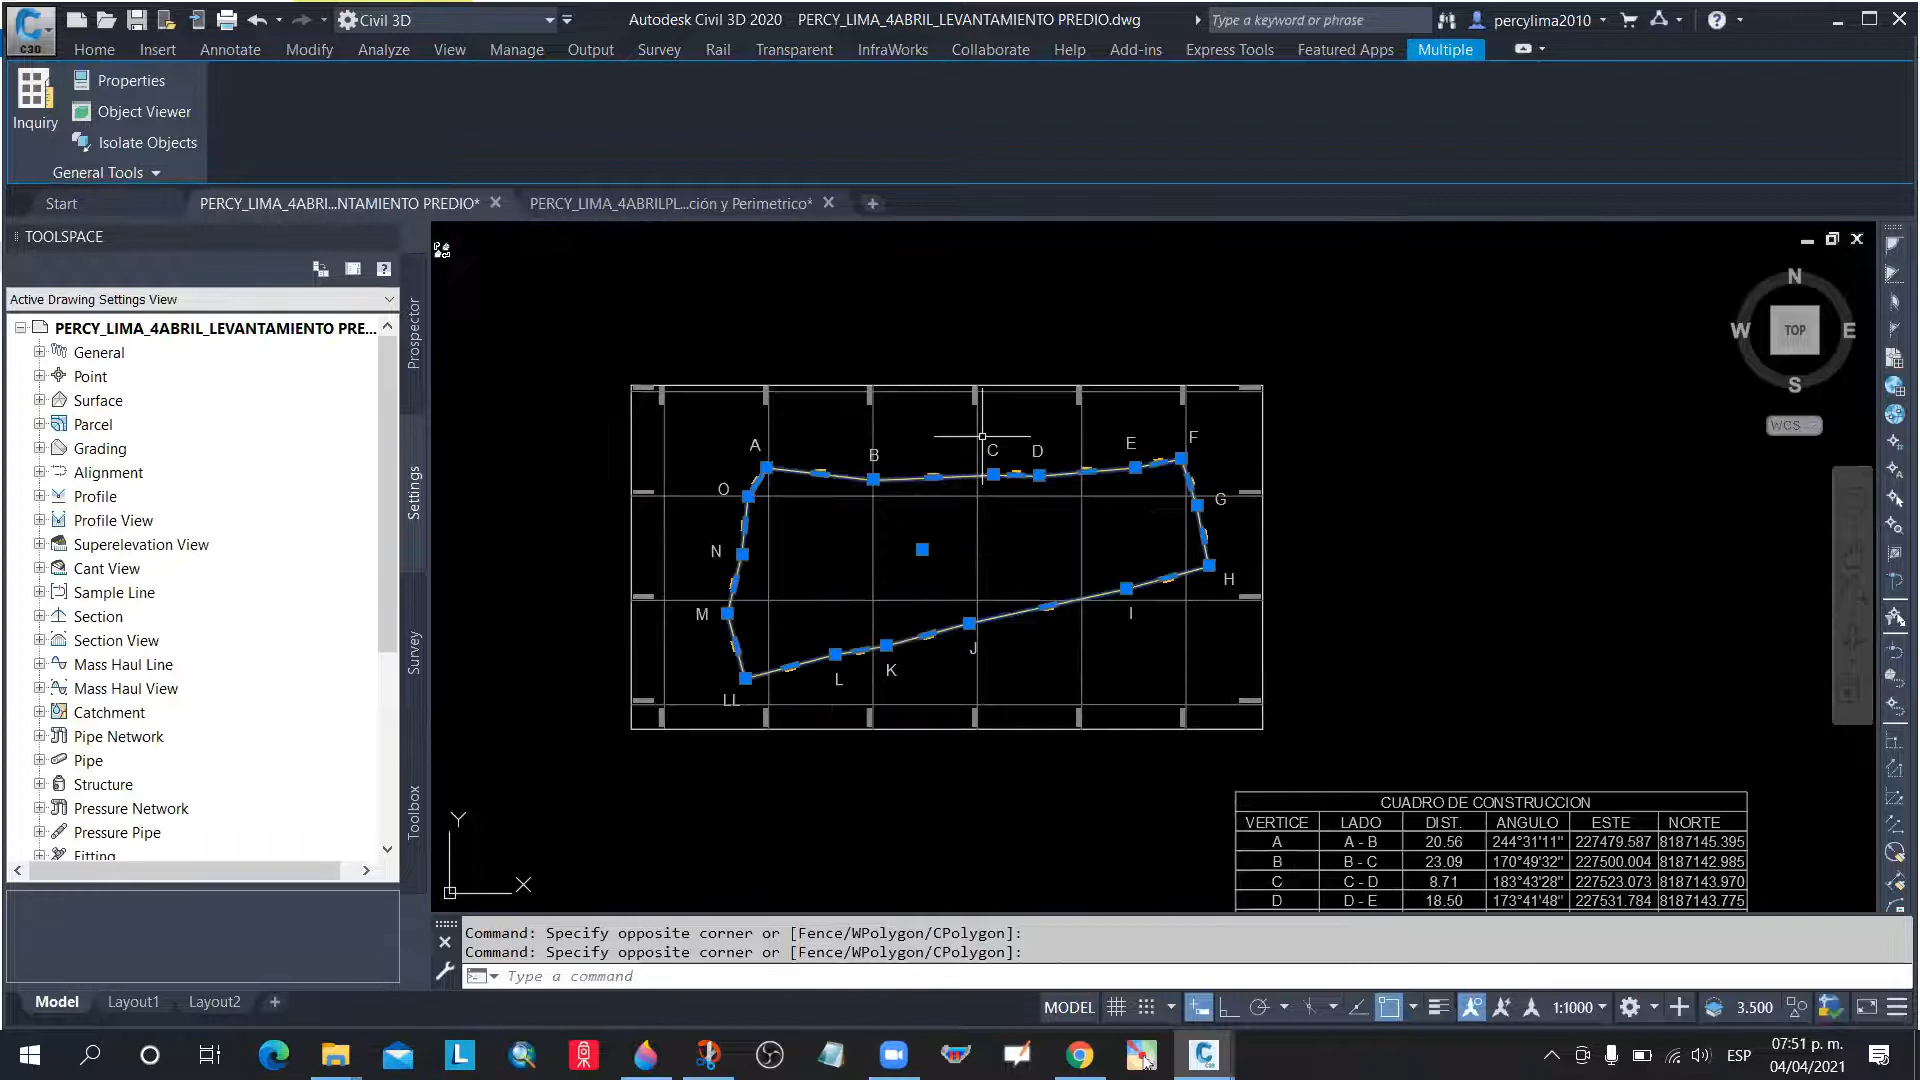 C3D
Civil 3D
Autodesk Civil 3D 2020 PERCY_LIMA_4ABRIL_LEVANTAMIENTO PREDIO.dwg
Type a keyword or phrase
percylima2010
Home Insert Annotate Modify Analyze View Manage Output Survey Rail Transparent InfraWorks Collaborate Help Add-ins Express Tools Featured Apps Multiple
Inquiry
Properties
Object Viewer
Isolate Objects
General Tools
Start
PERCY_LIMA_4ABRI...NTAMIENTO PREDIO*
PERCY_LIMA_4ABRILPL...ción y Perimetrico*
TOOLSPACE
Active Drawing Settings View
PERCY_LIMA_4ABRIL_LEVANTAMIENTO PRE...
General
Point
Surface
Parcel
Grading
Alignment
Profile
Profile View
Superelevation View
Cant View
Sample Line
Section
Section View
Mass Haul Line
Mass Haul View
Catchment
Pipe Network
Pipe
Structure
Pressure Network
Pressure Pipe
Fitting
Prospector
Settings
Survey
Toolbox
N
W TOP E
S
WCS
A
B
C
D
E
F
O
G
N
H
M
I
J
K
L
LL
Y
X
CUADRO DE CONSTRUCCION
VERTICE LADO DIST. ANGULO ESTE NORTE
A A - B 20.56 244°31'11" 227479.587 8187145.395
B B - C 23.09 170°49'32" 227500.004 8187142.985
C C - D 8.71 183°43'28" 227523.073 8187143.970
D D - E 18.50 173°41'48" 227531.784 8187143.775
Command: Specify opposite corner or [Fence/WPolygon/CPolygon]:
Command: Specify opposite corner or [Fence/WPolygon/CPolygon]:
Type a command
Model Layout1 Layout2
MODEL
1:1000
3.500
L
C3D
ESP
07:51 p. m.
04/04/2021